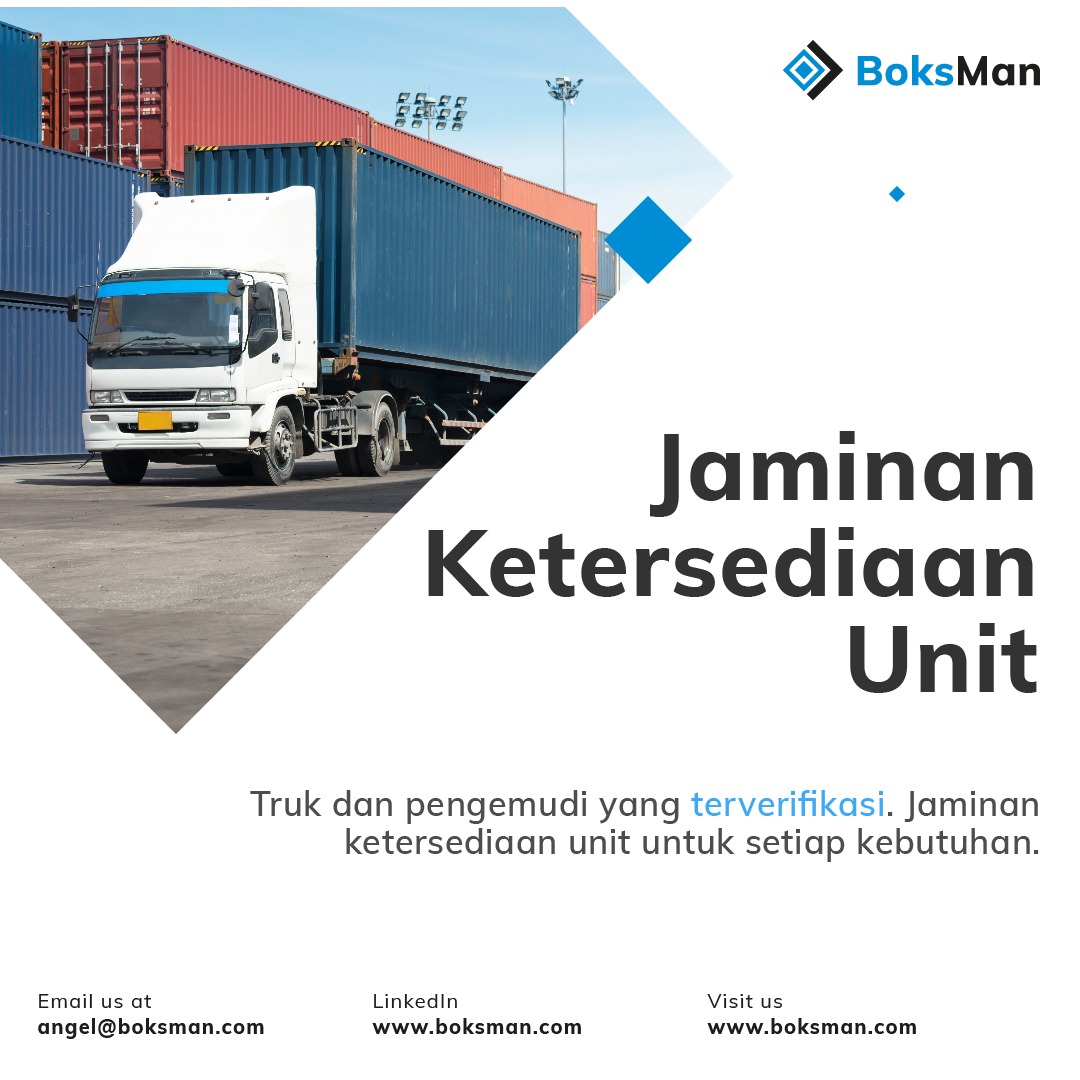 BoksMan
Jaminan
Ketersediaan
Unit
Truk dan pengemudi yang terverifikasi. Jaminan
ketersediaan unit untuk setiap kebutuhan.
Email us at
angel@boksman.com
LinkedIn
www.boksman.com
Visit us
www.boksman.com